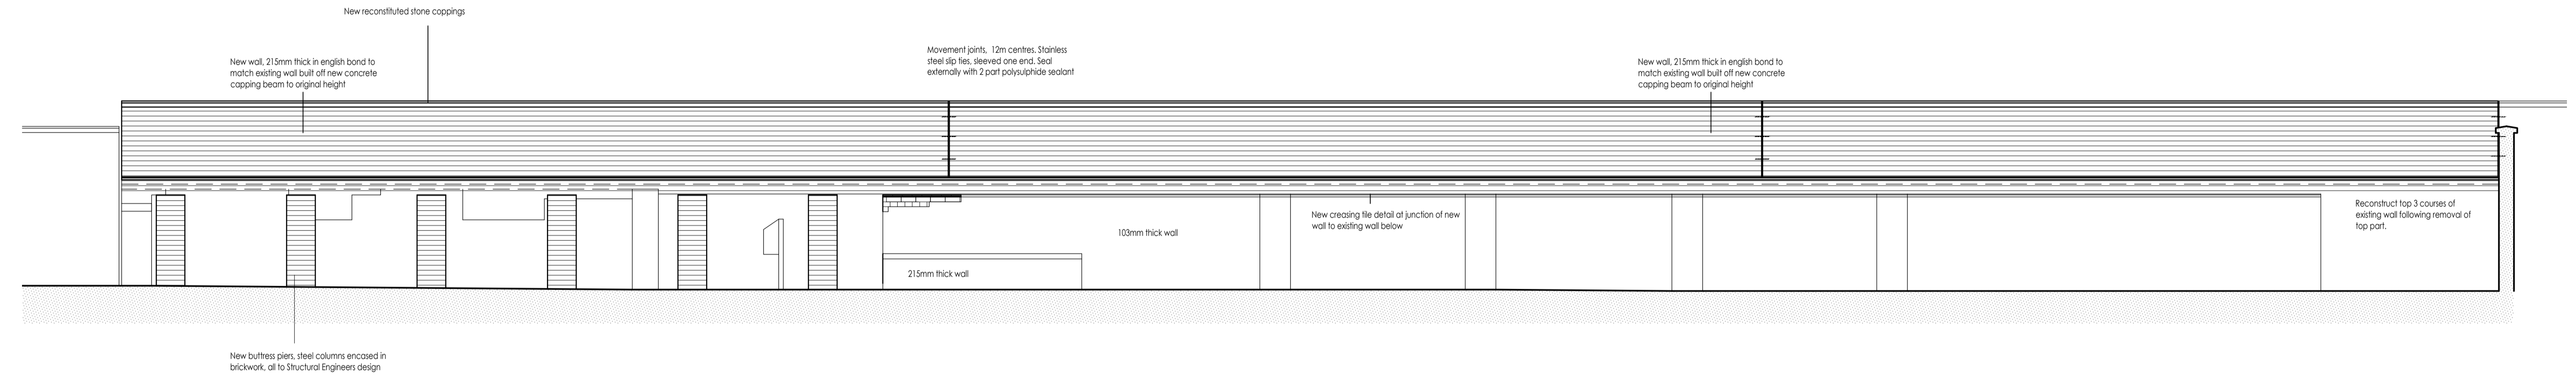 New reconstituted stone coppings
New wall, 215mm thick in english bond to
match existing wall built off new concrete
capping beam to original height
Movement joints, 12m centres. Stainless
steel slip ties, sleeved one end. Seal
externally with 2 part polysulphide sealant
New wall, 215mm thick in english bond to
match existing wall built off new concrete
capping beam to original height
103mm thick wall
215mm thick wall
New creasing tile detail at junction of new
wall to existing wall below
Reconstruct top 3 courses of
existing wall following removal of
top part.
New buttress piers, steel columns encased in
brickwork, all to Structural Engineers design